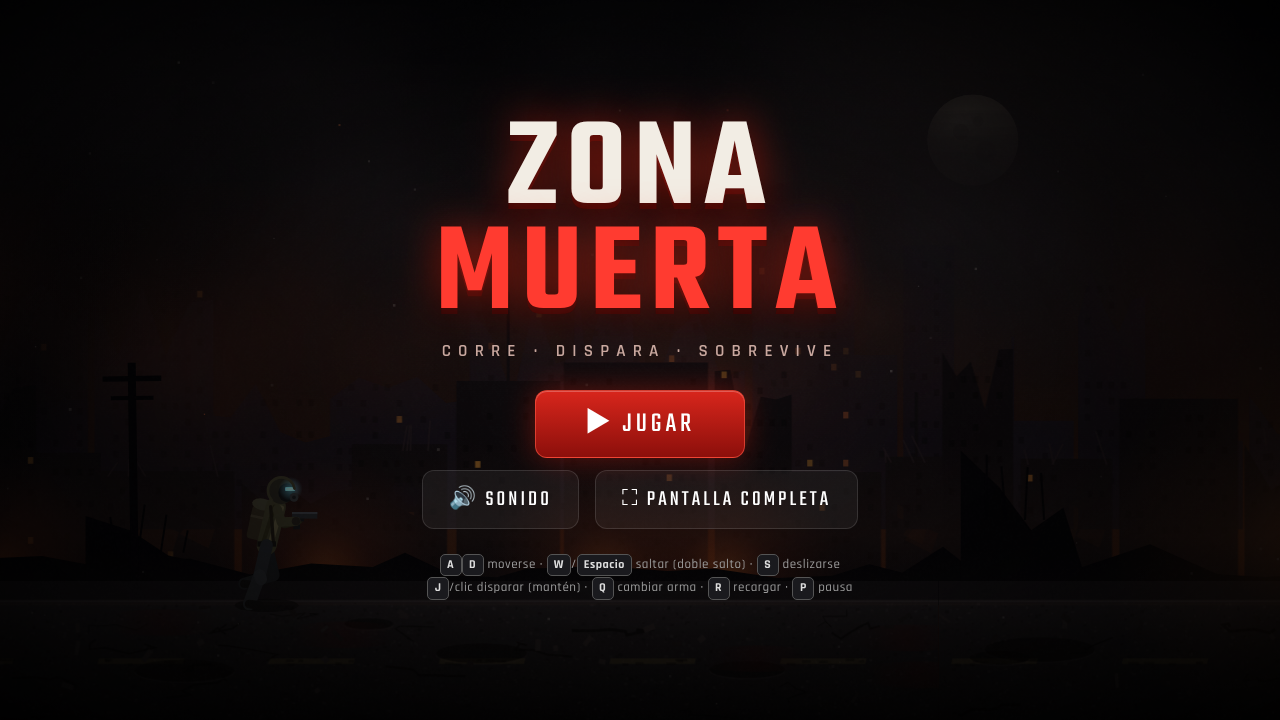 ZONA
MUERTA
CORRE · DISPARA · SOBREVIVE
▶ JUGAR
🔊 SONIDO
⛶ PANTALLA COMPLETA
A D moverse · W/Espacio saltar (doble salto) · S deslizarse
J/clic disparar (mantén) · Q cambiar arma · R recargar · P pausa